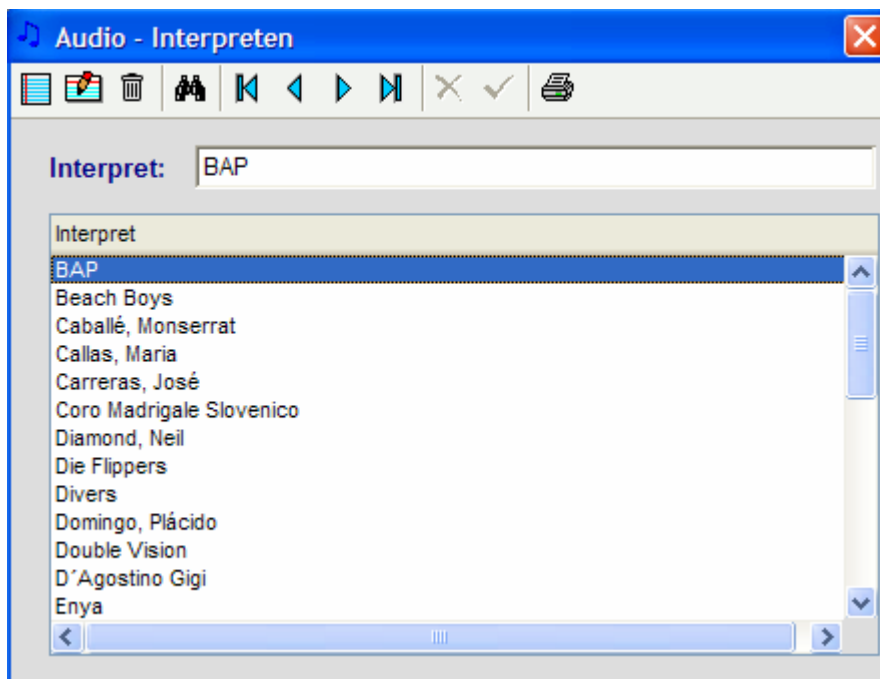 Audio - Interpreten
Interpret: BAP
Interpret
BAP
Beach Boys
Caballé, Monserrat
Callas, Maria
Carreras, José
Coro Madrigale Slovenico
Diamond, Neil
Die Flippers
Divers
Domingo, Plácido
Double Vision
D´Agostino Gigi
Enya